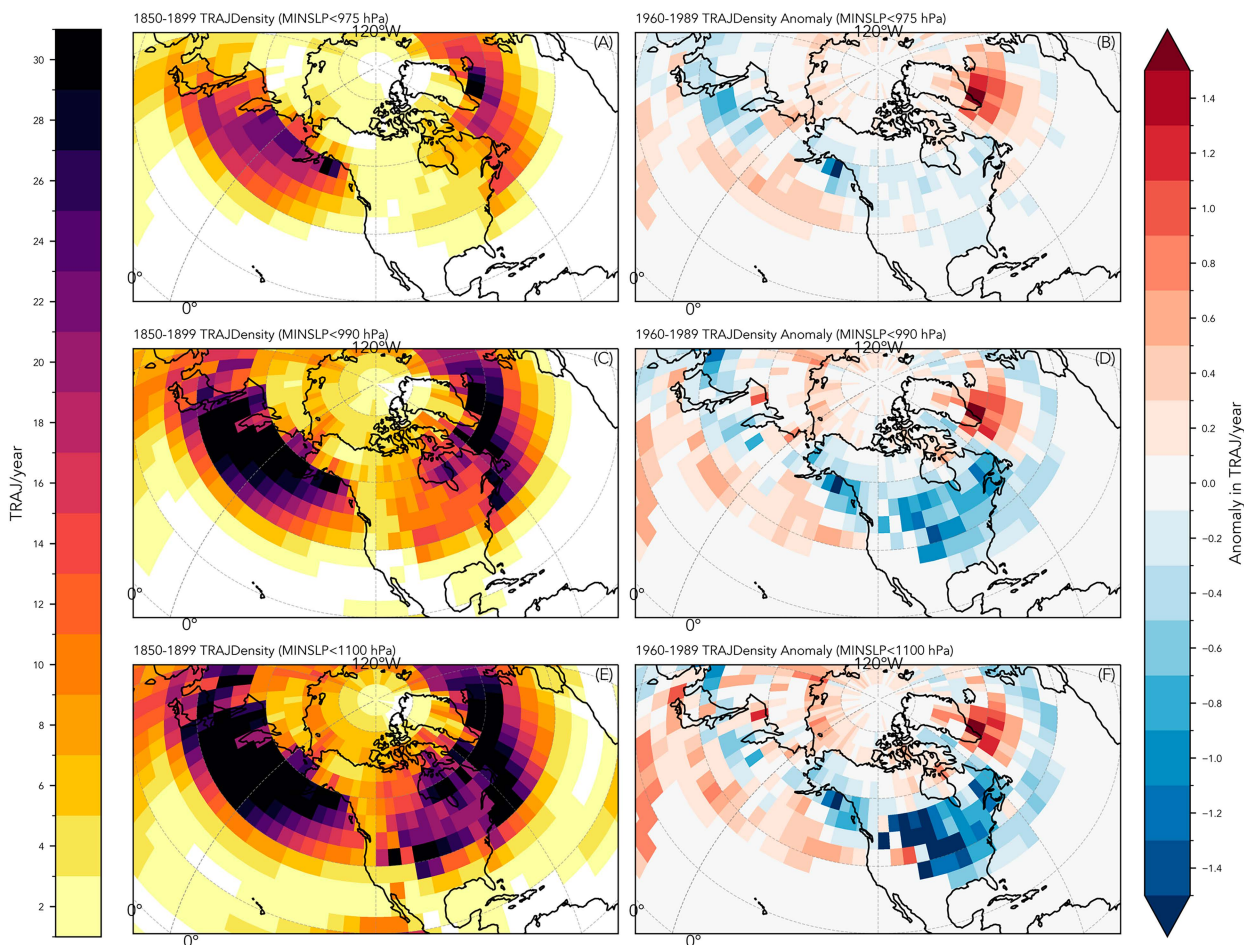 1850-1899 TRAJDensity (MINSLP<975 hPa)
120°W
(A)
0°
0°
1960-1989 TRAJDensity Anomaly (MINSLP<975 hPa)
120°W
(B)
0°
0°
1850-1899 TRAJDensity (MINSLP<990 hPa)
120°W
(C)
0°
0°
1960-1989 TRAJDensity Anomaly (MINSLP<990 hPa)
120°W
(D)
0°
0°
1850-1899 TRAJDensity (MINSLP<1100 hPa)
120°W
(E)
0°
0°
1960-1989 TRAJDensity Anomaly (MINSLP<1100 hPa)
120°W
(F)
0°
0°
TRAJ/year
30
28
26
24
22
20
18
16
14
12
10
8
6
4
2
Anomaly in TRAJ/year
1.4
1.2
1.0
0.8
0.6
0.4
0.2
0.0
−0.2
−0.4
−0.6
−0.8
−1.0
−1.2
−1.4